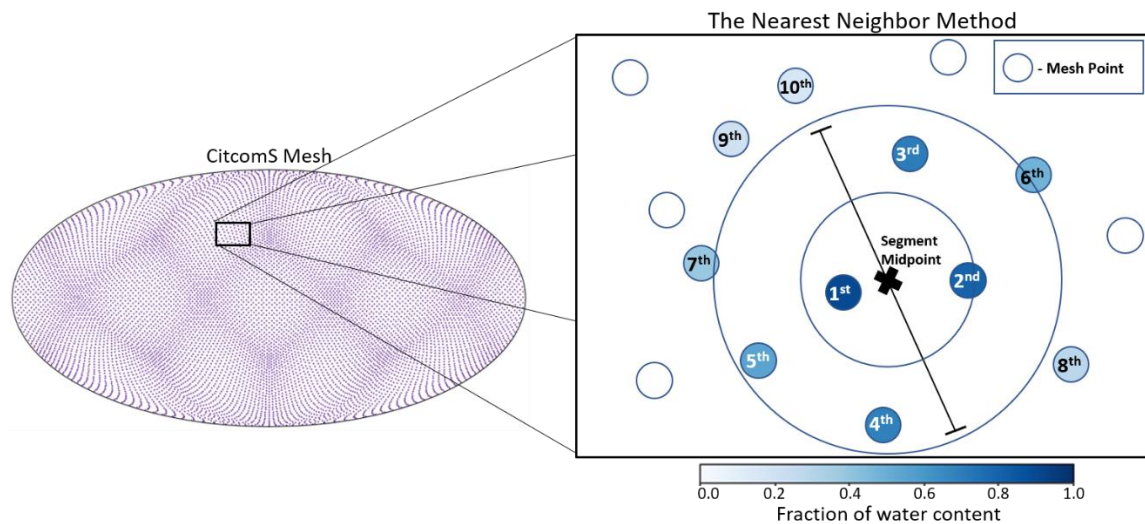 The Nearest Neighbor Method
- Mesh Point
10th
9th
3rd
6th
CitcomS Mesh
Segment
Midpoint
7th
1st
2nd
5th
8th
4th
0.0 0.2 0.4 0.6 0.8 1.0
Fraction of water content